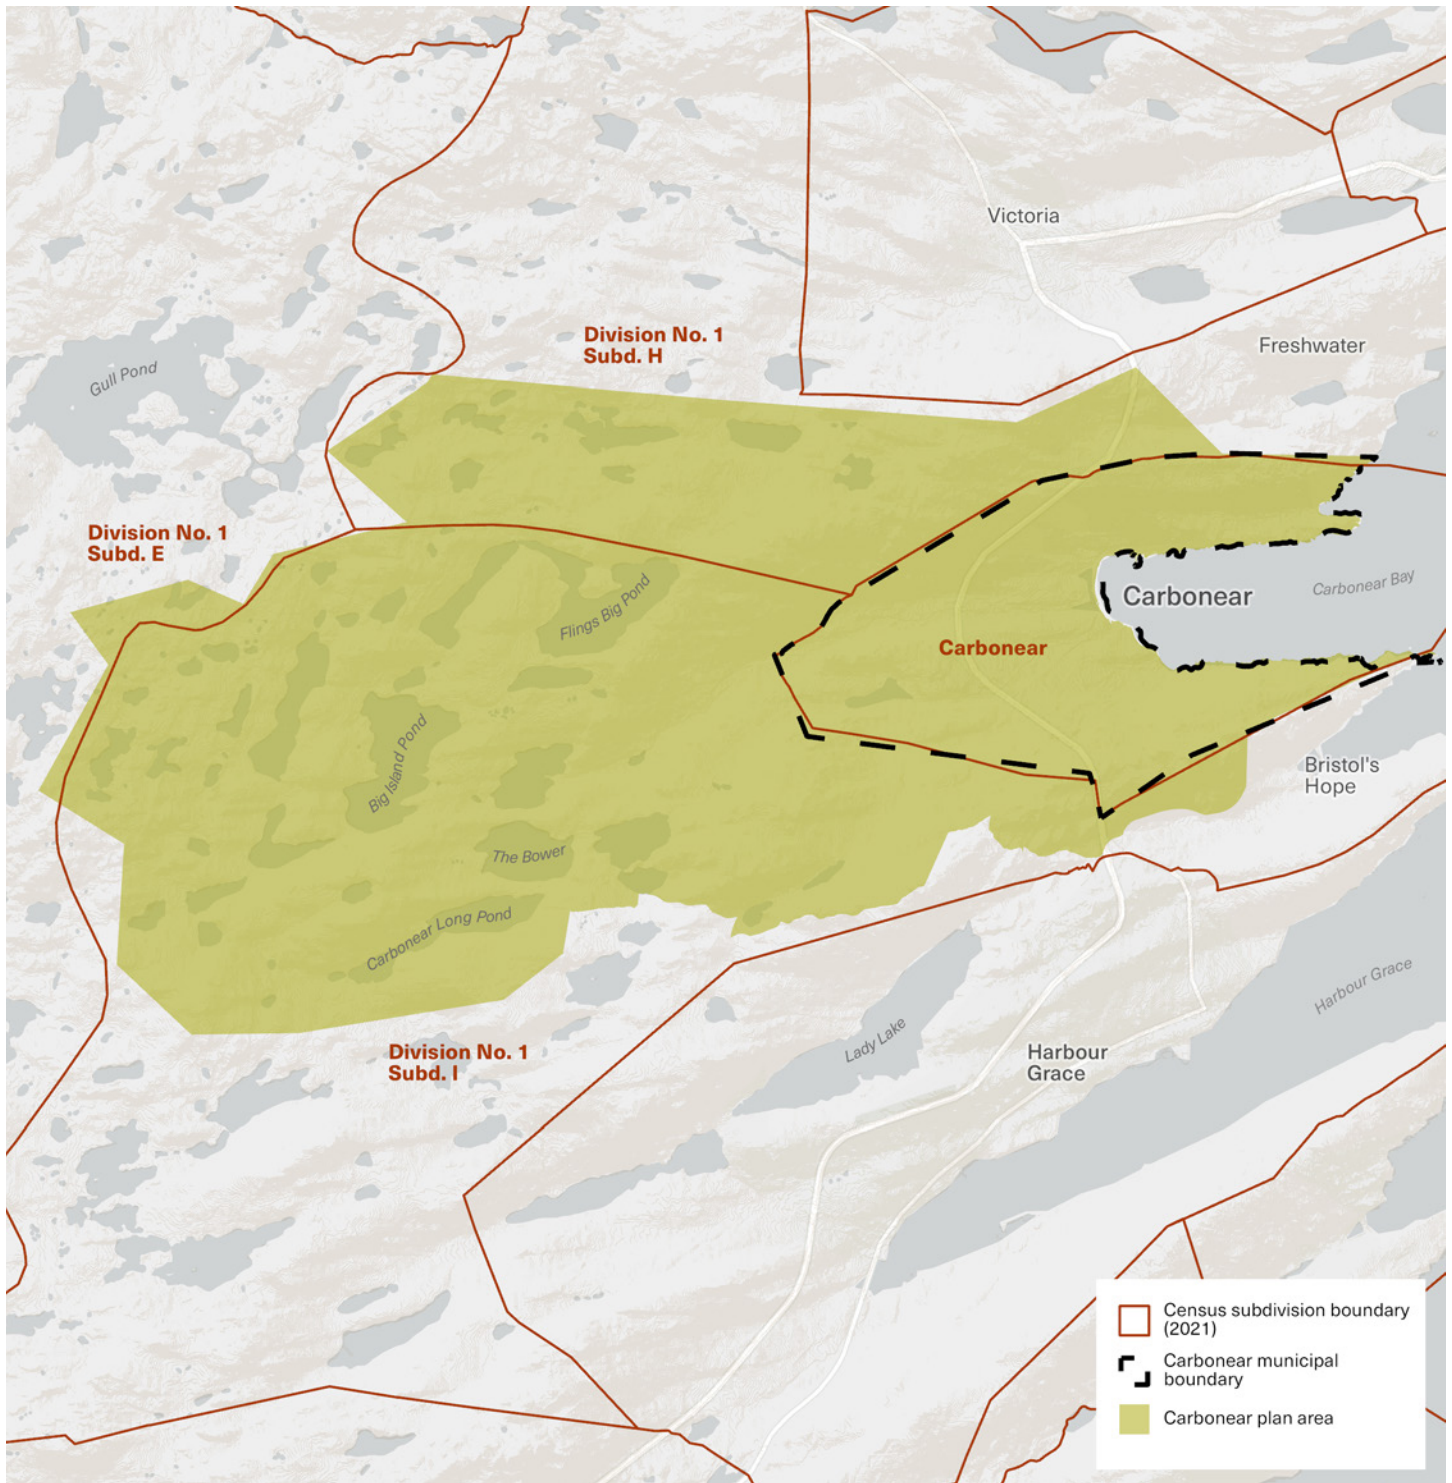 Victoria
Division No. 1
Subd. H
Freshwater
Gull Pond
Division No. 1
Subd. E
Carbonear Bay
Carbonear
Flings Big Pond
Carbonear
Big Island Pond
Bristol's
Hope
The Bower
Carbonear Long Pond
Harbour Grace
Lady Lake
Division No. 1
Subd. I
Harbour
Grace
Census subdivision boundary
(2021)
Carbonear municipal
boundary
Carbonear plan area